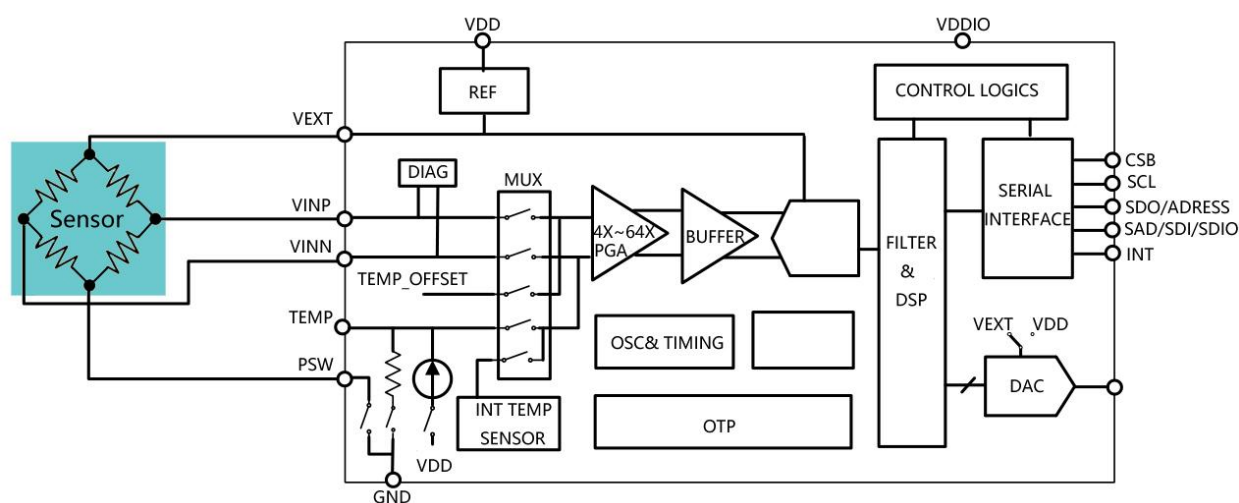 VDD
VDDIO
REF
CONTROL LOGICS
VEXT
DIAG
MUX
CSB
Sensor
SCL
VINP
4X~64X
PGA
BUFFER
FILTER
&
DSP
SERIAL
INTERFACE
SDO/ADRESS
SAD/SDI/SDIO
VINN
INT
TEMP_OFFSET
TEMP
OSC& TIMING
VEXT
VDD
PSW
DAC
INT TEMP
SENSOR
OTP
VDD
GND